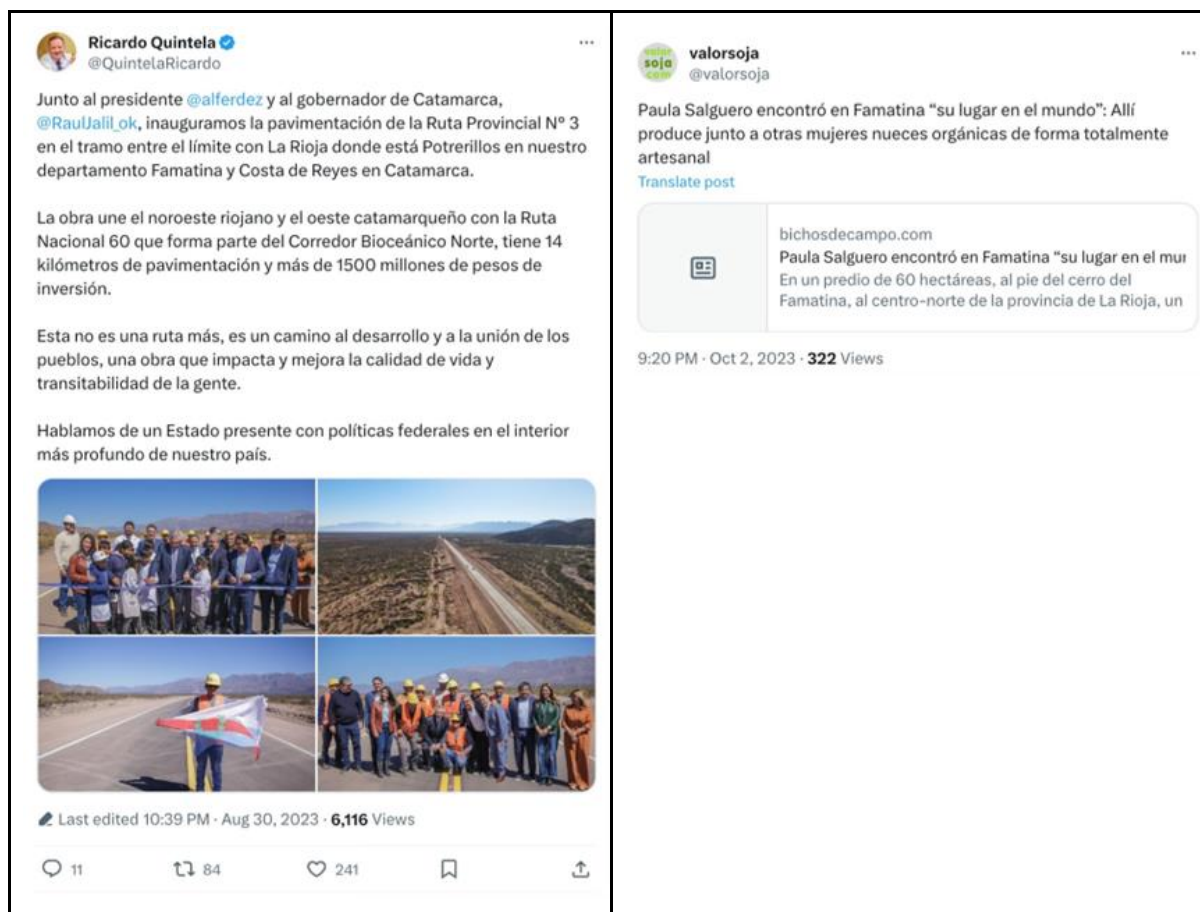 Ricardo Quintela
@QuintelaRicardo
Junto al presidente @alferdez y al gobernador de Catamarca,
@RaulJalil_ok, inauguramos la pavimentación de la Ruta Provincial N° 3
en el tramo entre el límite con La Rioja donde está Potrerillos en nuestro
departamento Famatina y Costa de Reyes en Catamarca.
La obra une el noroeste riojano y el oeste catamarqueño con la Ruta
Nacional 60 que forma parte del Corredor Bioceánico Norte, tiene 14
kilómetros de pavimentación y más de 1500 millones de pesos de
inversión.
Esta no es una ruta más, es un camino al desarrollo y a la unión de los
pueblos, una obra que impacta y mejora la calidad de vida y
transitabilidad de la gente.
Hablamos de un Estado presente con políticas federales en el interior
más profundo de nuestro país.
Last edited 10:39 PM · Aug 30, 2023 · 6,116 Views
11 84 241
valor
soja
com
valorsoja
@valorsoja
Paula Salguero encontró en Famatina “su lugar en el mundo”: Allí
produce junto a otras mujeres nueces orgánicas de forma totalmente
artesanal
Translate post
bichosdecampo.com
Paula Salguero encontró en Famatina “su lugar en el mur
En un predio de 60 hectáreas, al pie del cerro del
Famatina, al centro-norte de la provincia de La Rioja, un
9:20 PM · Oct 2, 2023 · 322 Views